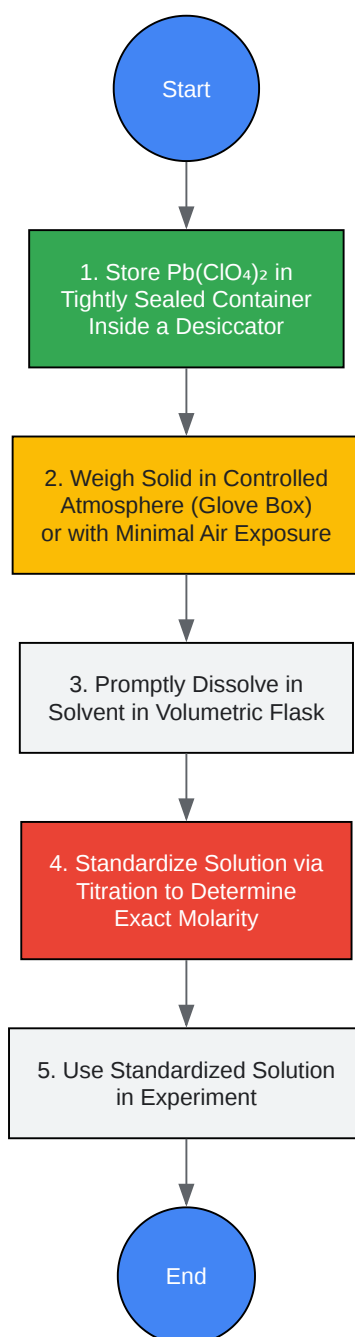 Start
1. Store Pb(ClO₄)₂ in
Tightly Sealed Container
Inside a Desiccator
2. Weigh Solid in Controlled
Atmosphere (Glove Box)
or with Minimal Air Exposure
3. Promptly Dissolve in
Solvent in Volumetric Flask
4. Standardize Solution via
Titration to Determine
Exact Molarity
5. Use Standardized Solution
in Experiment
End